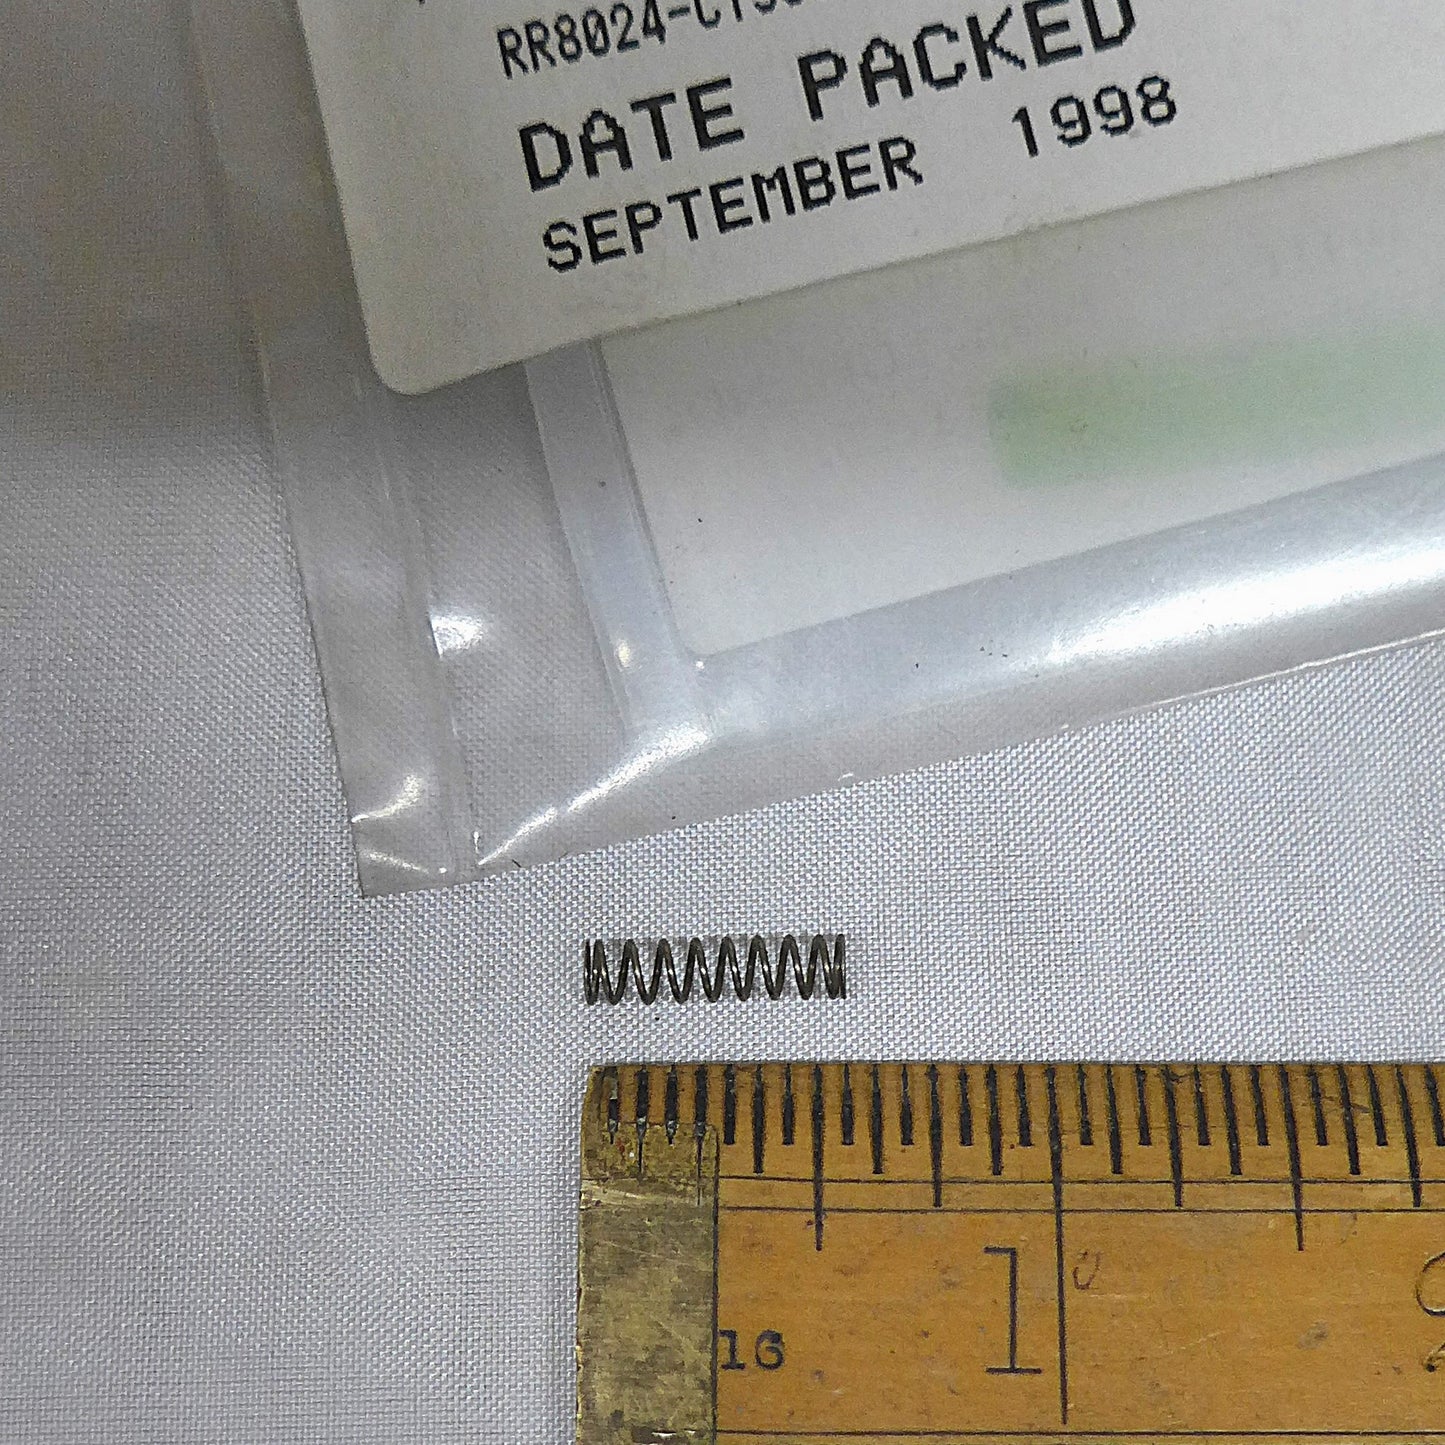 DATE PACKED
SEPTEMBER 1998
1
16